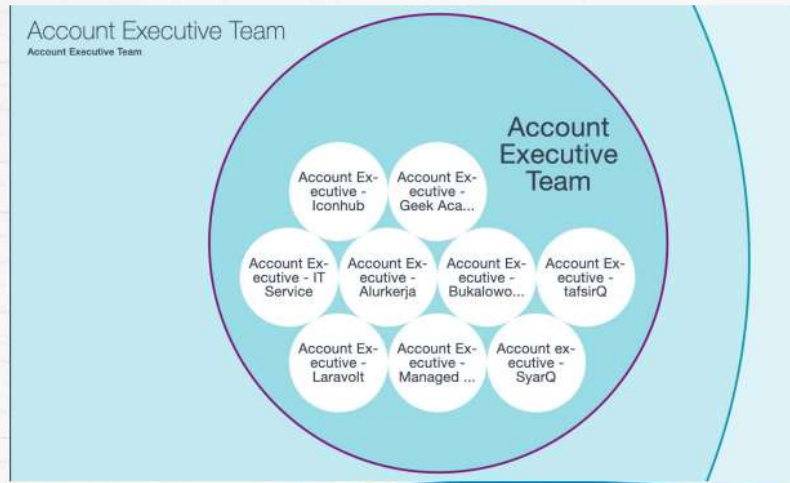 Account Executive Team
Account Executive Team
Account
Executive
Team
Account Ex-
ecutive -
Iconhub
Account Ex-
ecutive -
Geek Aca...
Account Ex-
ecutive - IT
Service
Account Ex-
ecutive -
Alurkerja
Account Ex-
ecutive -
Bukalowo...
Account Ex-
ecutive -
tafsirQ
Account Ex-
ecutive -
Laravolt
Account Ex-
ecutive -
Managed ...
Account ex-
ecutive -
SyarQ